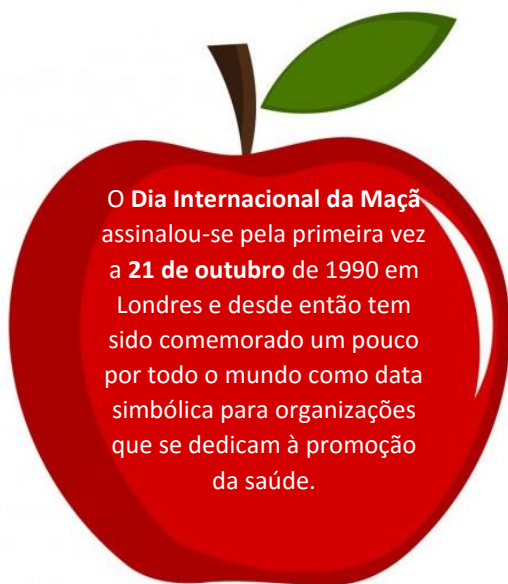 O Dia Internacional da Maçã
assinalou-se pela primeira vez
a 21 de outubro de 1990 em
Londres e desde então tem
sido comemorado um pouco
por todo o mundo como data
simbólica para organizações
que se dedicam à promoção
da saúde.